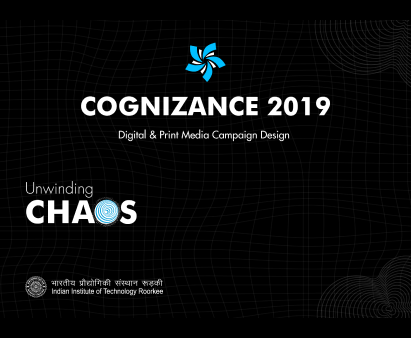 COGNIZANCE 2019
Digital & Print Media Campaign Design
Unwinding
CHAOS
भारतीय प्रौद्योगिकी संस्थान रूड़की
Indian Institute of Technology Roorkee